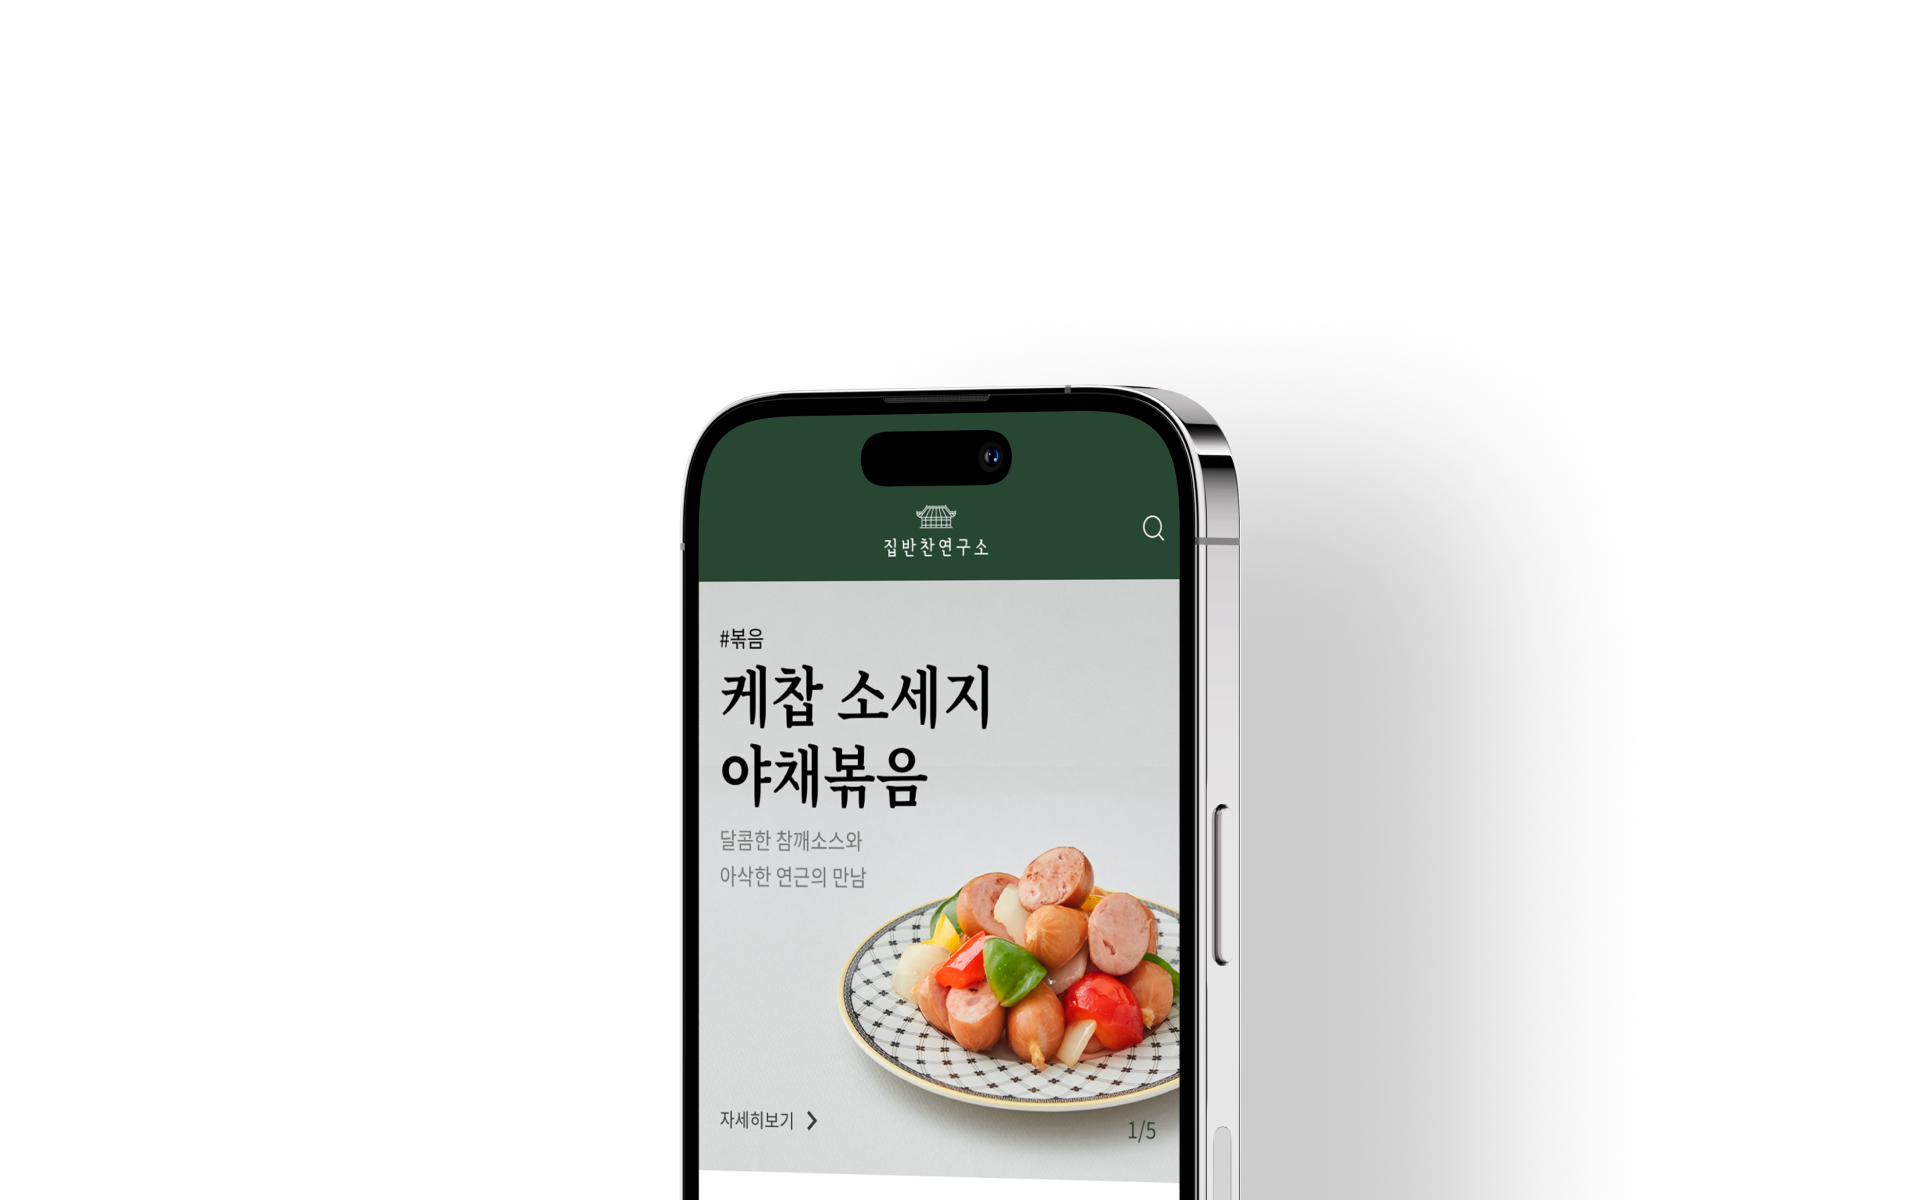 집반찬연구소
#볶음
케찹 소세지
야채볶음
달콤한 참깨소스와
아삭한 연근의 만남
자세히보기
1/5